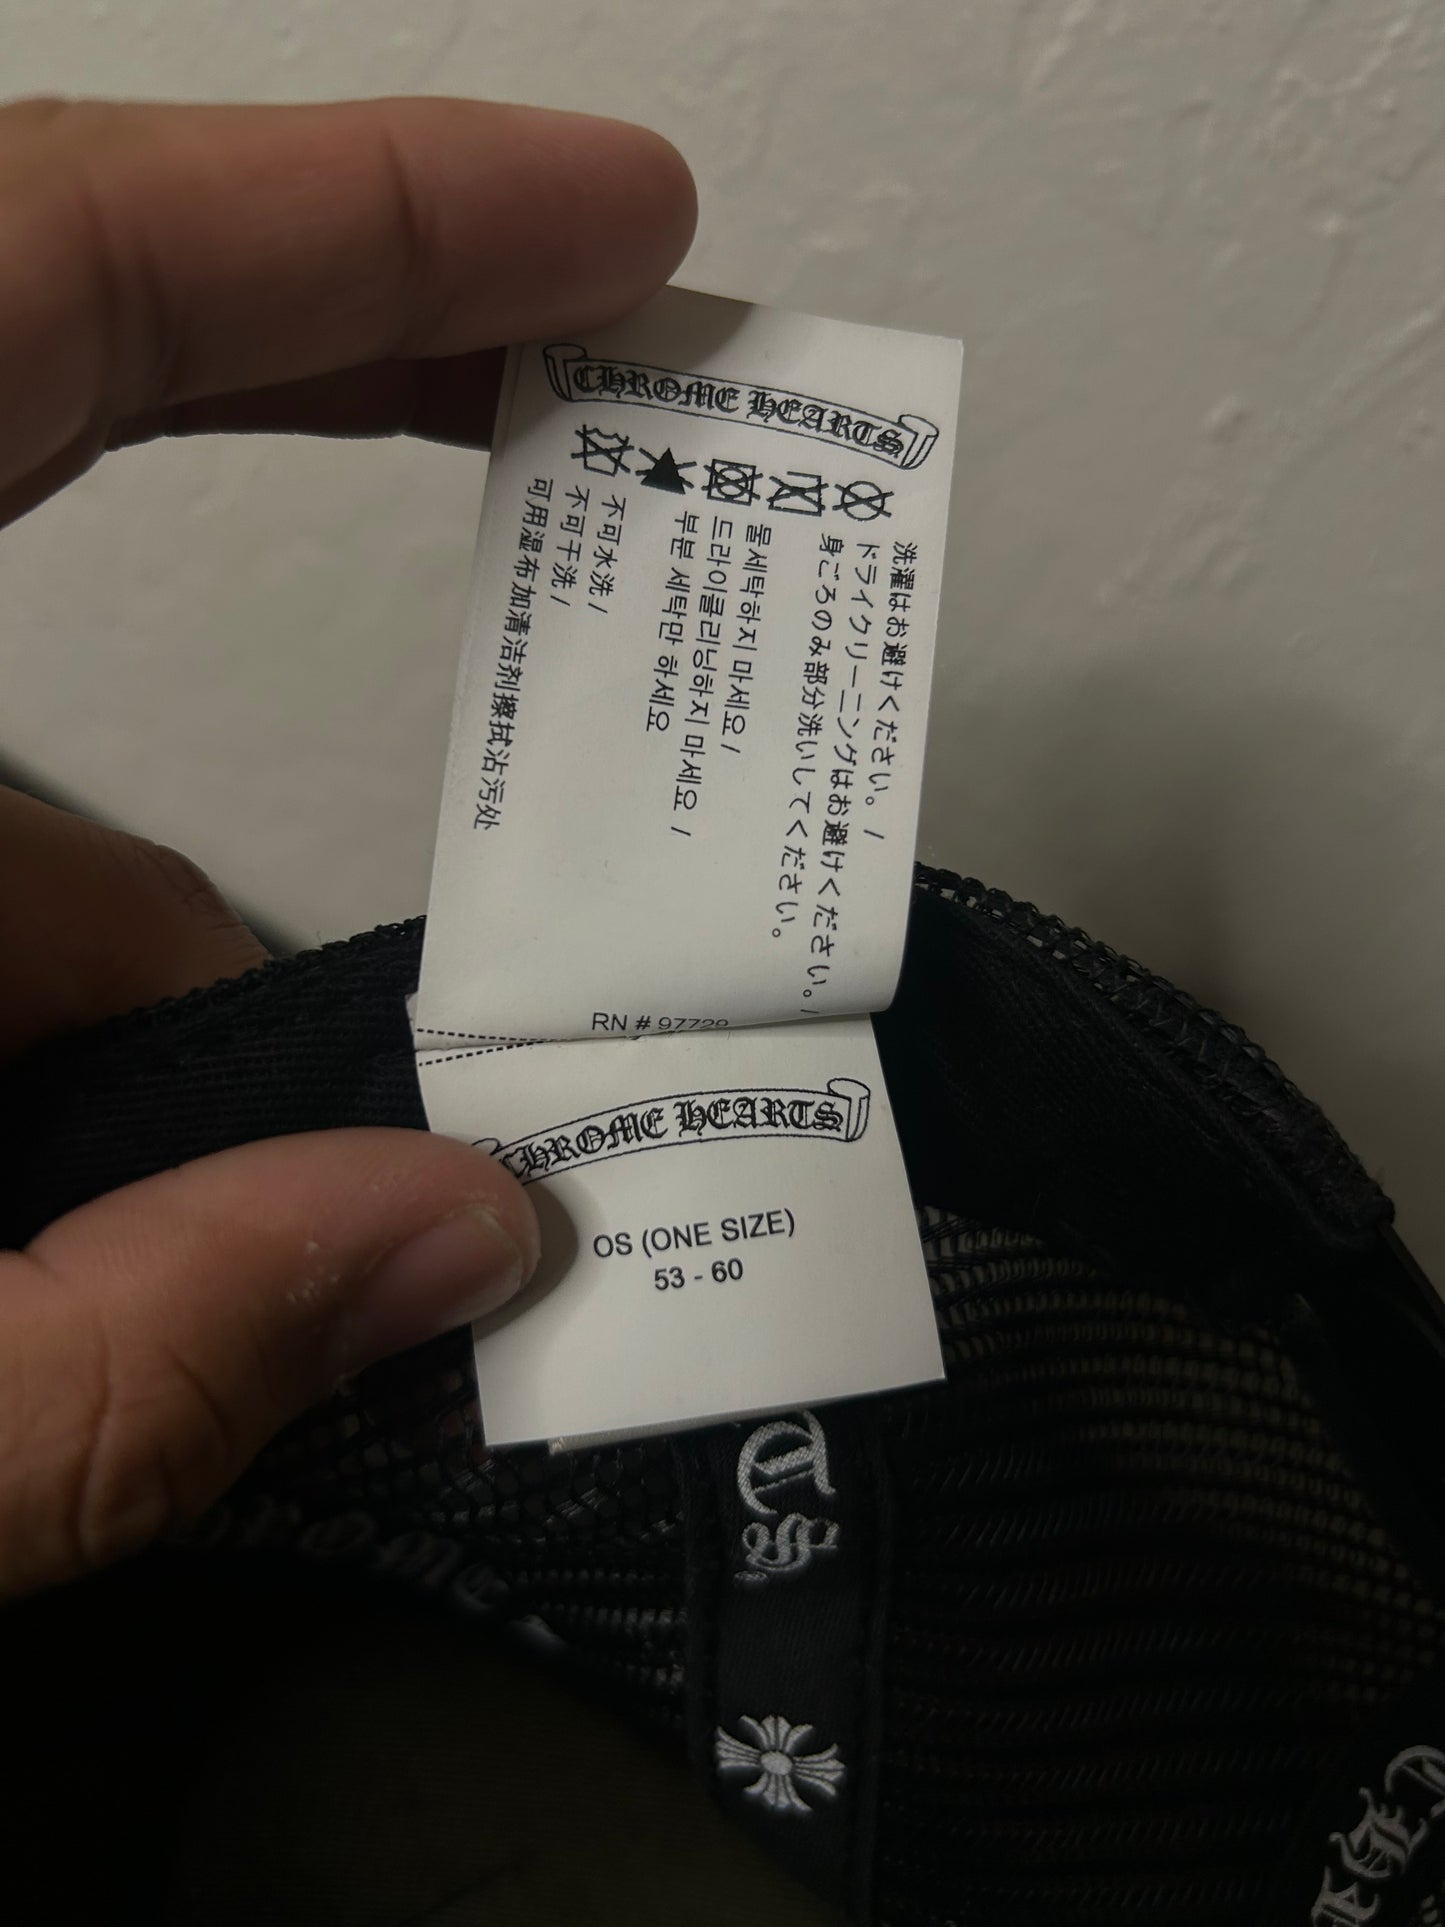 CHROME HEARTS
洗濯はお避けください。/
ドライクリーニングはお避けください。/
身ごろのみ部分洗いしてください。
물세탁하지 마세요 /
드라이클리닝하지 마세요 /
부분 세탁만 하세요
不可水洗 /
不可干洗 /
可用湿布加清洁剂擦拭沾污处
RN # 97729
CHROME HEARTS
OS (ONE SIZE)
53 - 60
TS